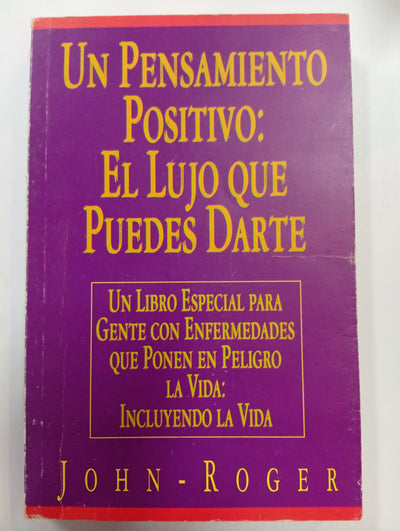 UN PENSAMIENTO
POSITIVO:
EL LUJO QUE
PUEDES DARTE
UN LIBRO ESPECIAL PARA
GENTE CON ENFERMEDADES
QUE PONEN EN PELIGRO
LA VIDA:
INCLUYENDO LA VIDA
JOHN-ROGER